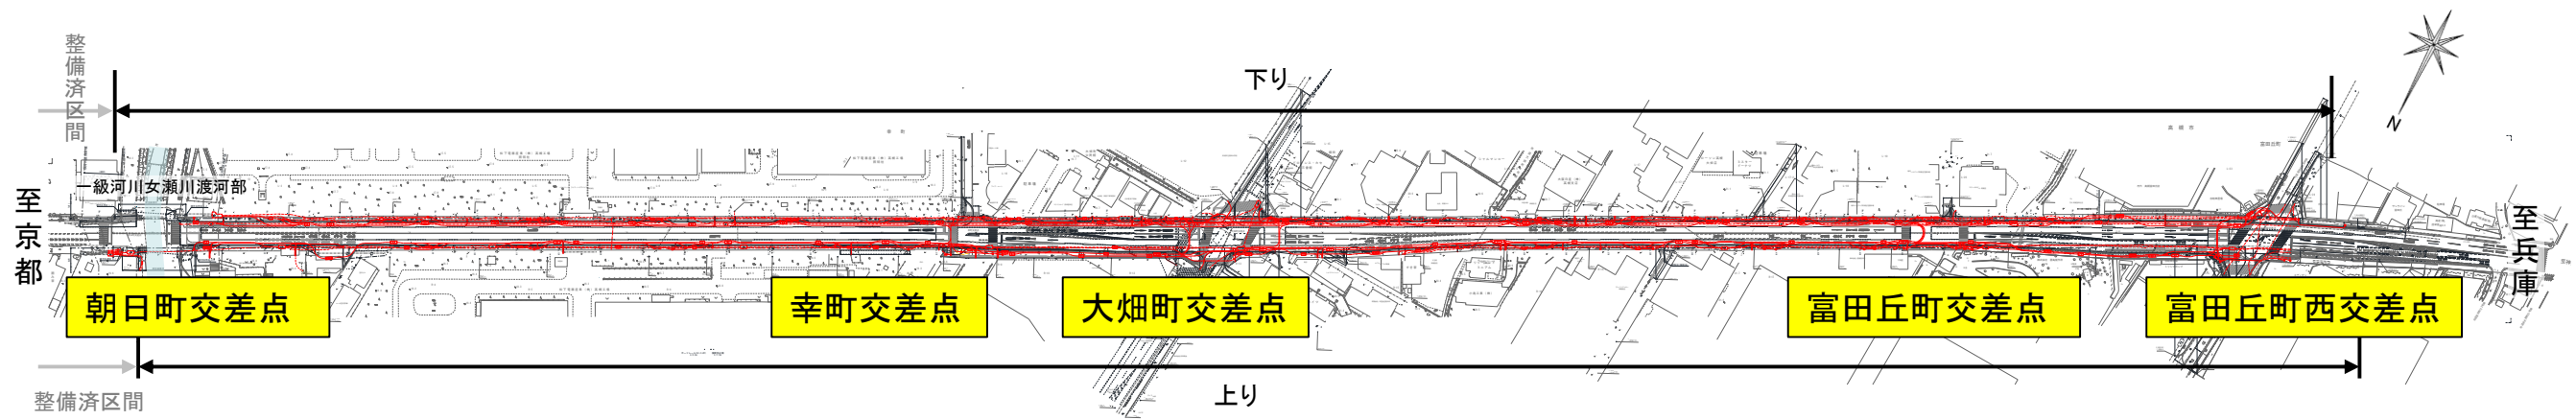 整備済区間
下り
N
一級河川女瀬川渡河部
至京都
至兵庫
朝日町交差点
幸町交差点
大畑町交差点
富田丘町交差点
富田丘町西交差点
上り
整備済区間